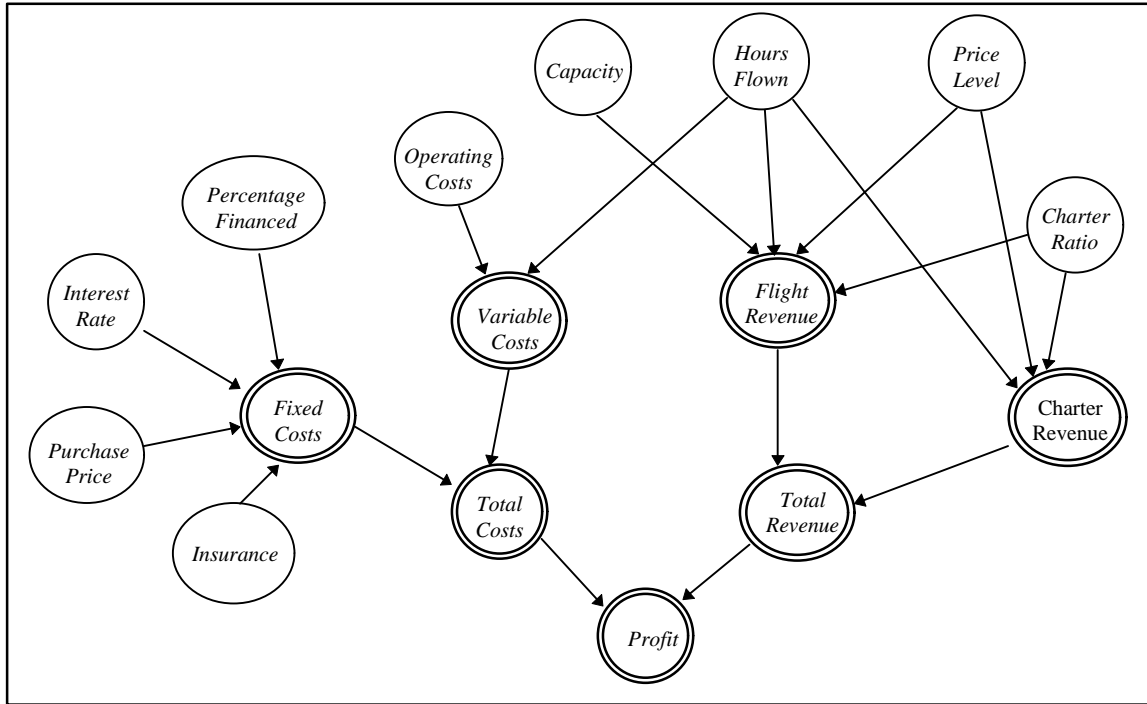 Capacity
Hours
Flown
Price
Level
Operating
Costs
Percentage
Financed
Charter
Ratio
Interest
Rate
Variable
Costs
Flight
Revenue
Fixed
Costs
Charter
Revenue
Purchase
Price
Total
Costs
Total
Revenue
Insurance
Profit